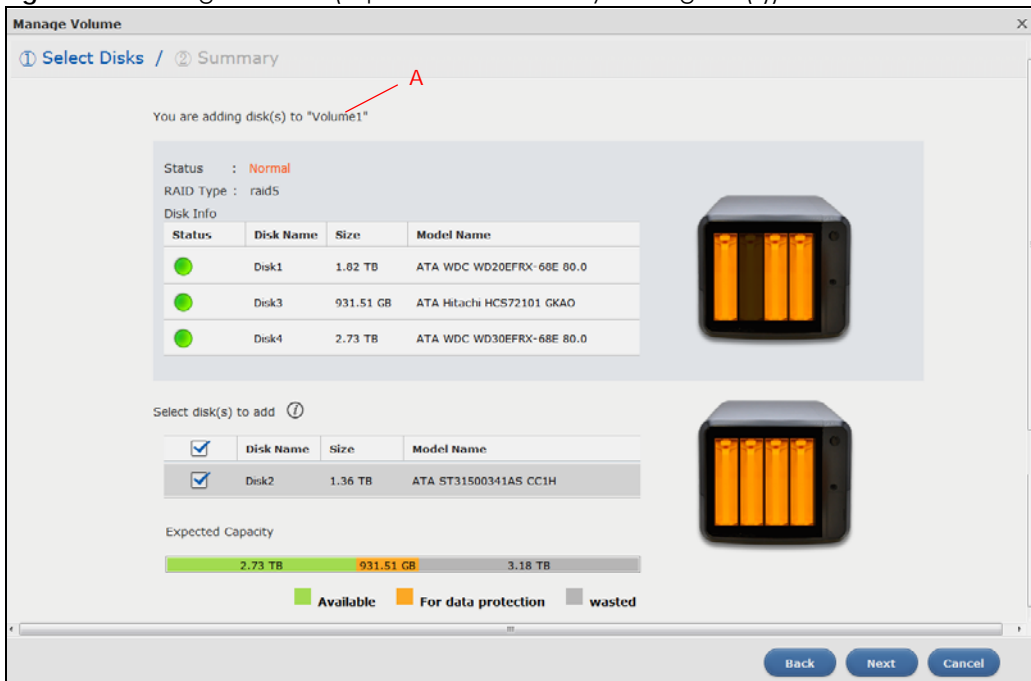 Manage Volume X
① Select Disks / ② Summary
A
You are adding disk(s) to "Volume1"
Status : Normal
RAID Type : raid5
Disk Info
Status Disk Name Size Model Name
Disk1 1.82 TB ATA WDC WD20EFRX-68E 80.0
Disk3 931.51 GB ATA Hitachi HCS72101 GKAO
Disk4 2.73 TB ATA WDC WD30EFRX-68E 80.0
Select disk(s) to add i
Disk Name Size Model Name
Disk2 1.36 TB ATA ST31500341AS CC1H
Expected Capacity
2.73 TB 931.51 GB 3.18 TB
Available For data protection wasted
Back Next Cancel